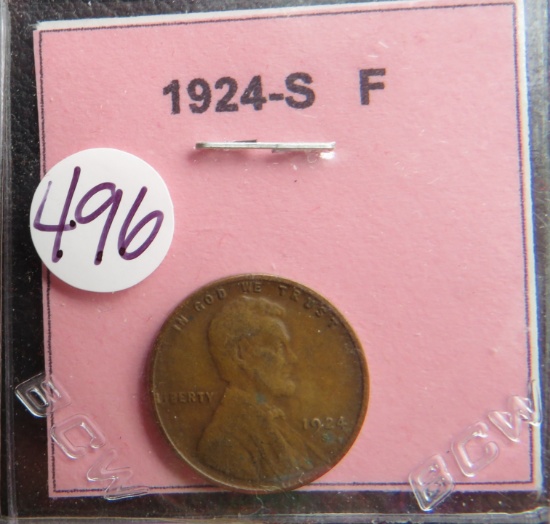 1924-S F
496
IN GOD WE TRUST
LIBERTY
1924
BCW
BCW